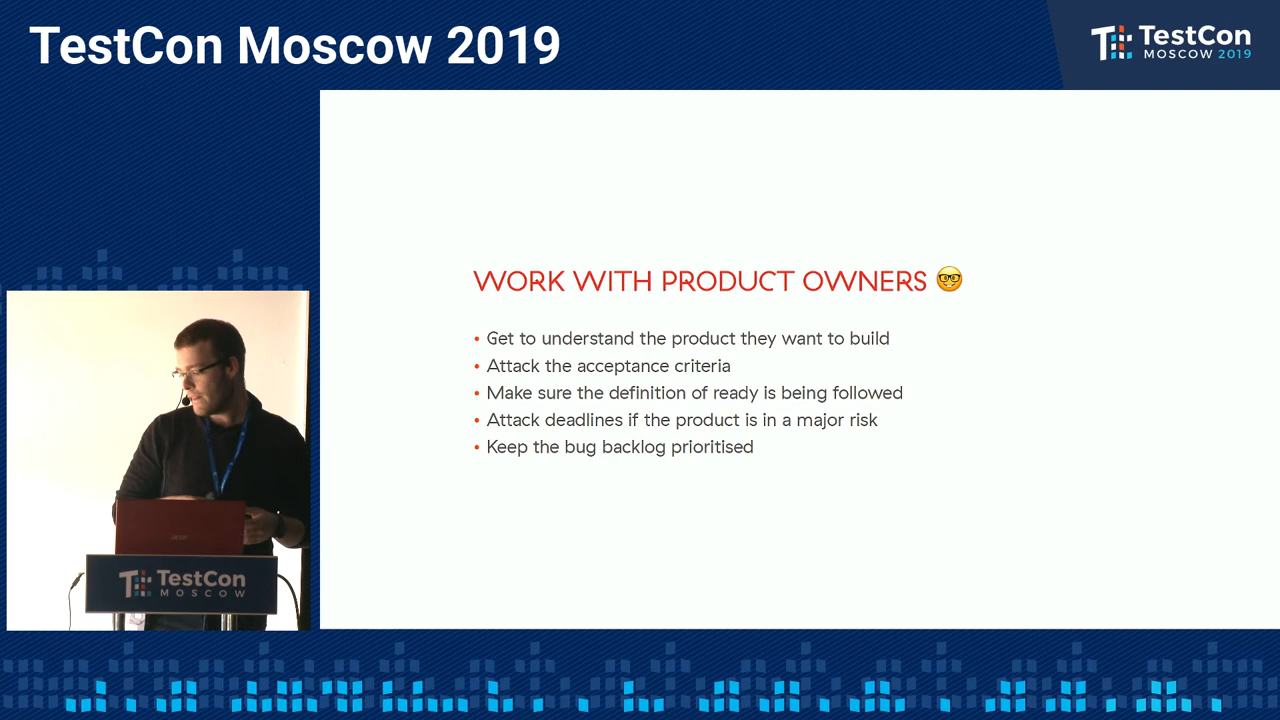 TestCon Moscow 2019
TestCon
MOSCOW 2019
WORK WITH PRODUCT OWNERS 🤓
• Get to understand the product they want to build
• Attack the acceptance criteria
• Make sure the definition of ready is being followed
• Attack deadlines if the product is in a major risk
• Keep the bug backlog prioritised
acer
TestCon
MOSCOW